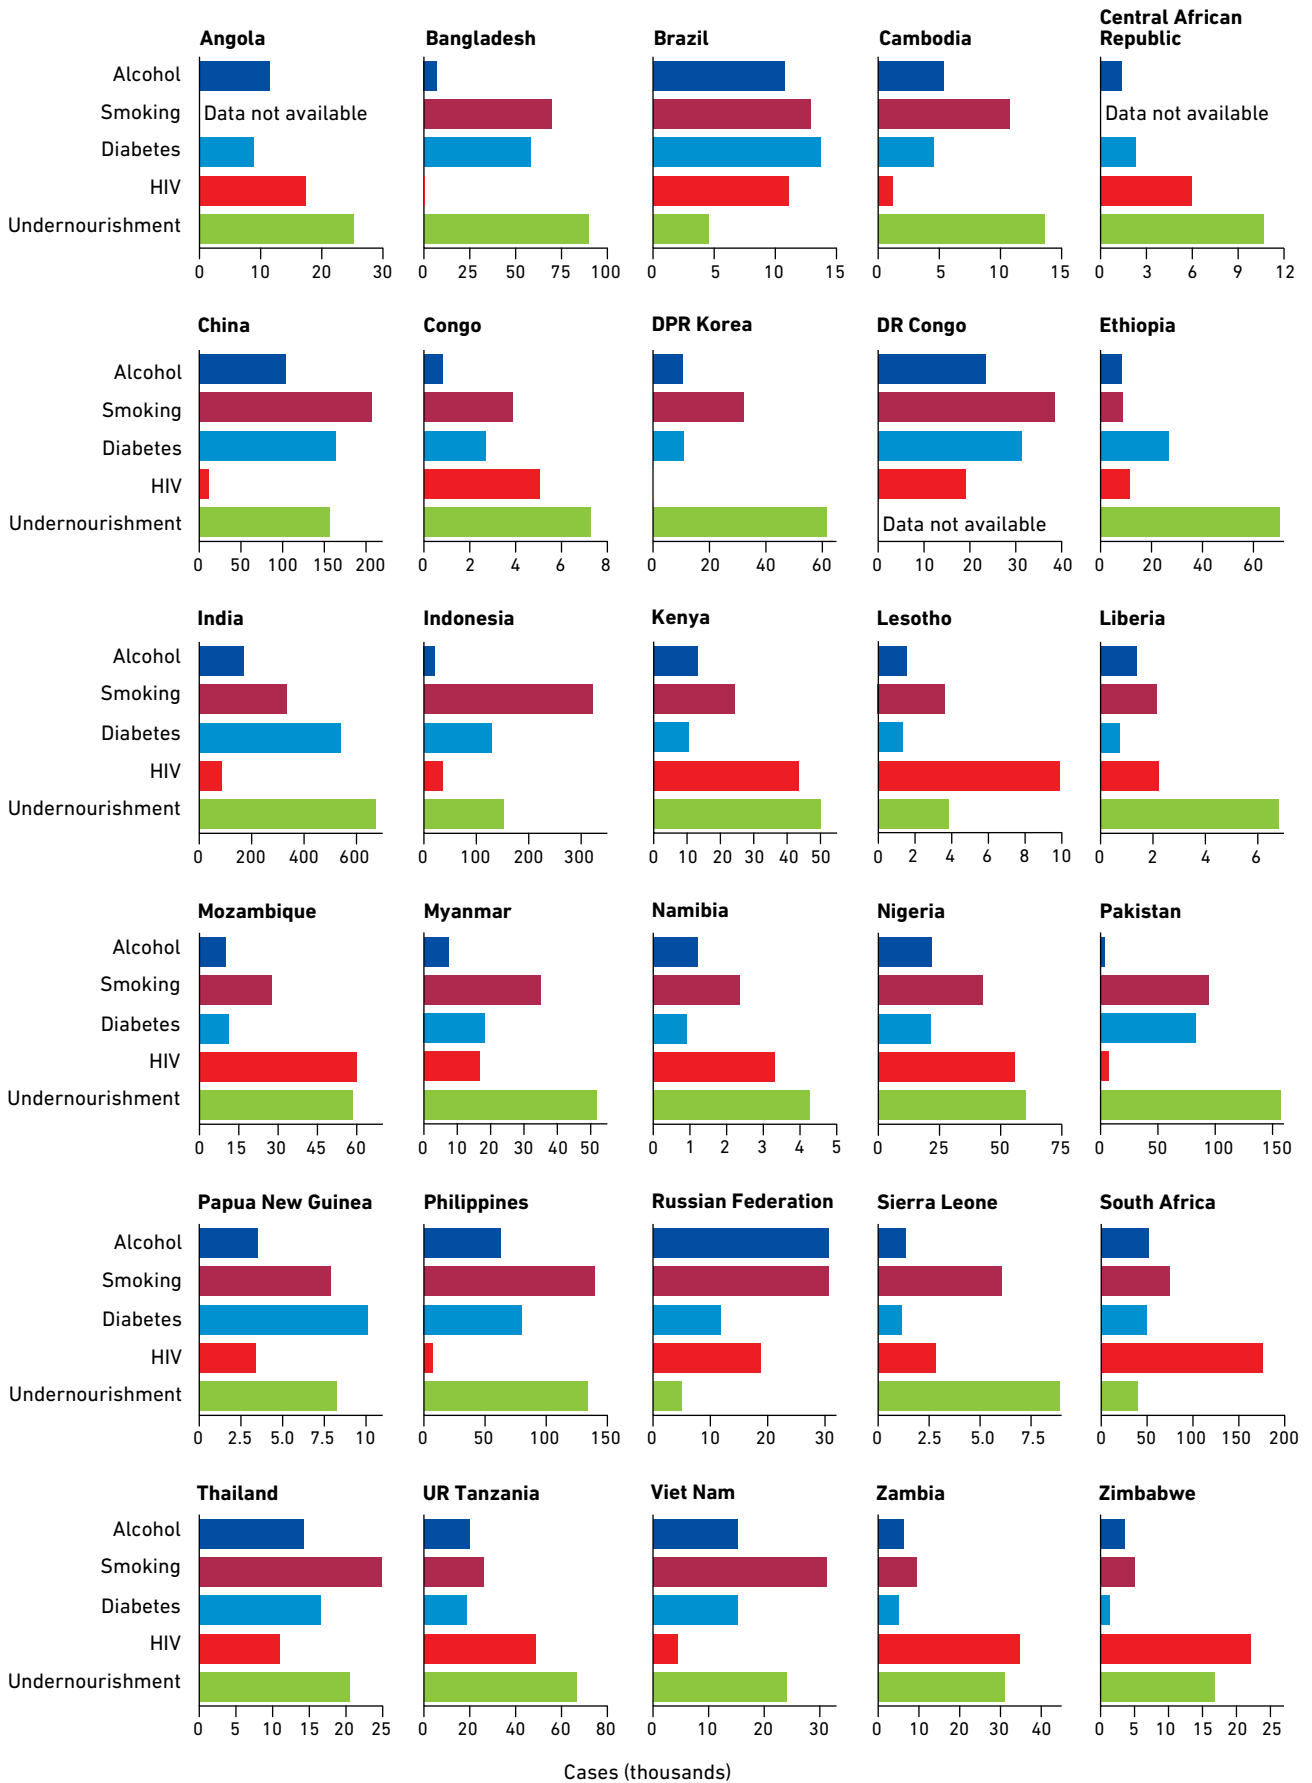 Angola
Bangladesh
Brazil
Cambodia
Central African
Republic
Alcohol
Smoking
Diabetes
HIV
Undernourishment
Data not available
Data not available
0 10 20 30
0 25 50 75 100
0 5 10 15
0 5 10 15
0 3 6 9 12
China
Congo
DPR Korea
DR Congo
Ethiopia
Alcohol
Smoking
Diabetes
HIV
Undernourishment
Data not available
0 50 100 150 200
0 2 4 6 8
0 20 40 60
0 10 20 30 40
0 20 40 60
India
Indonesia
Kenya
Lesotho
Liberia
Alcohol
Smoking
Diabetes
HIV
Undernourishment
0 200 400 600
0 100 200 300
0 10 20 30 40 50
0 2 4 6 8 10
0 2 4 6
Mozambique
Myanmar
Namibia
Nigeria
Pakistan
Alcohol
Smoking
Diabetes
HIV
Undernourishment
0 15 30 45 60
0 10 20 30 40 50
0 1 2 3 4 5
0 25 50 75
0 50 100 150
Papua New Guinea
Philippines
Russian Federation
Sierra Leone
South Africa
Alcohol
Smoking
Diabetes
HIV
Undernourishment
0 2.5 5.0 7.5 10
0 50 100 150
0 10 20 30
0 2.5 5.0 7.5
0 50 100 150 200
Thailand
UR Tanzania
Viet Nam
Zambia
Zimbabwe
Alcohol
Smoking
Diabetes
HIV
Undernourishment
0 5 10 15 20 25
0 20 40 60 80
0 10 20 30
0 10 20 30 40
0 5 10 15 20 25
Cases (thousands)